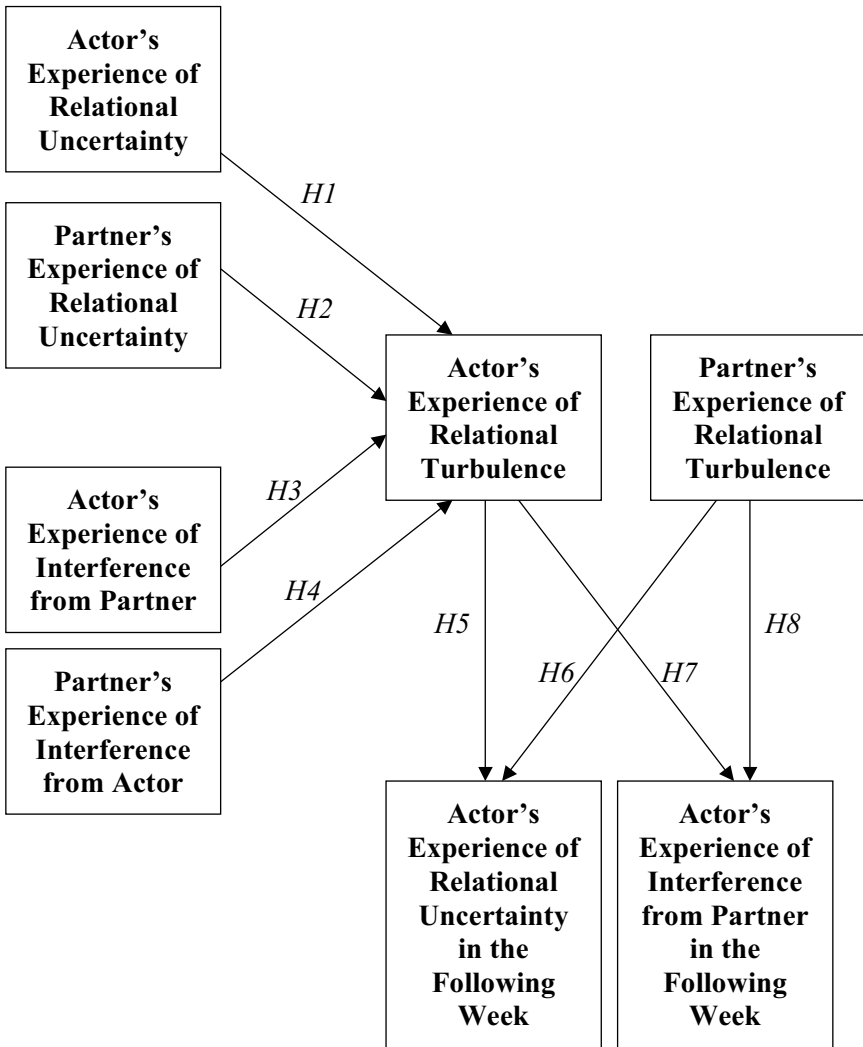 Actor’s
Experience of
Relational
Uncertainty
H1
Partner’s
Experience of
Relational
Uncertainty
H2
Actor’s
Experience of
Interference
from Partner
H3
Partner’s
Experience of
Interference
from Actor
H4
Actor’s
Experience of
Relational
Turbulence
Partner’s
Experience of
Relational
Turbulence
H5
H6
H7
H8
Actor’s
Experience of
Relational
Uncertainty
in the
Following
Week
Actor’s
Experience of
Interference
from Partner
in the
Following
Week